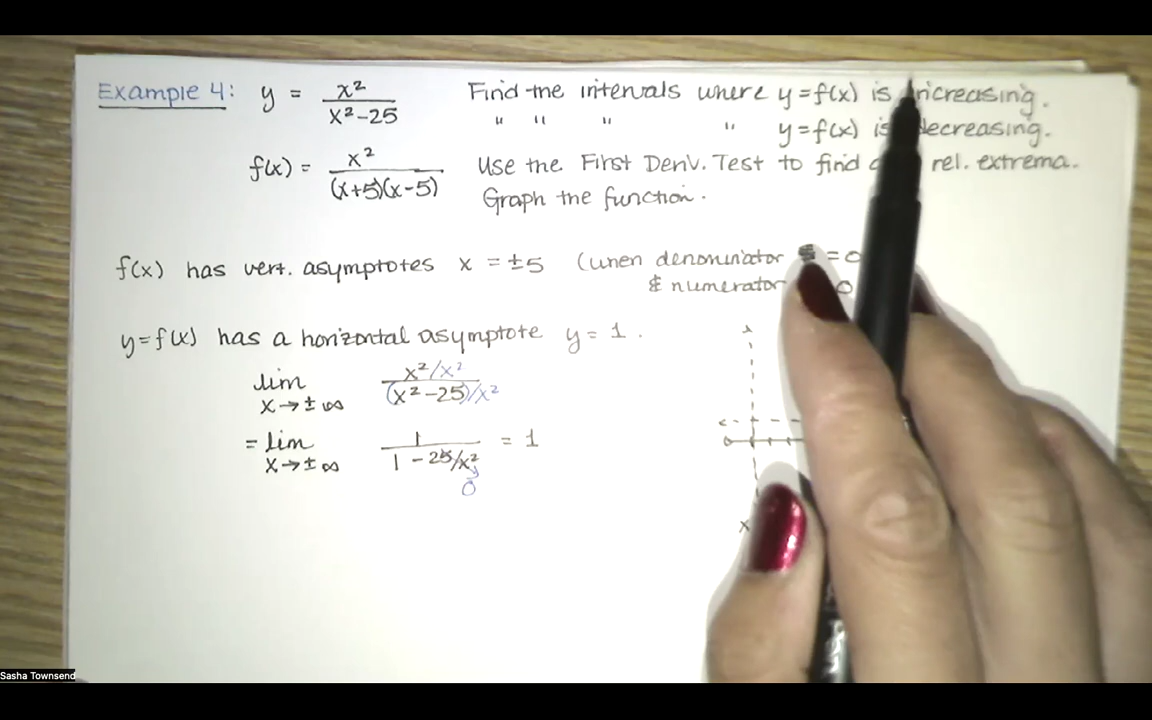 Example 4: y = x²/(x²-25) Find the intervals where y=f(x) is increasing.
" " " " y=f(x) is decreasing.
f(x) = x²/((x+5)(x-5)) Use the First Deriv. Test to find rel. extrema.
Graph the function.
f(x) has vert. asymptotes x = ±5 (when denominator = 0
& numerator 0
y=f(x) has a horizontal asymptote y = 1.
lim x→±∞ (x²/x²)/((x²-25)/x²)
= lim x→±∞ 1/(1 - 25/x²) = 1
0
x
Sasha Townsend